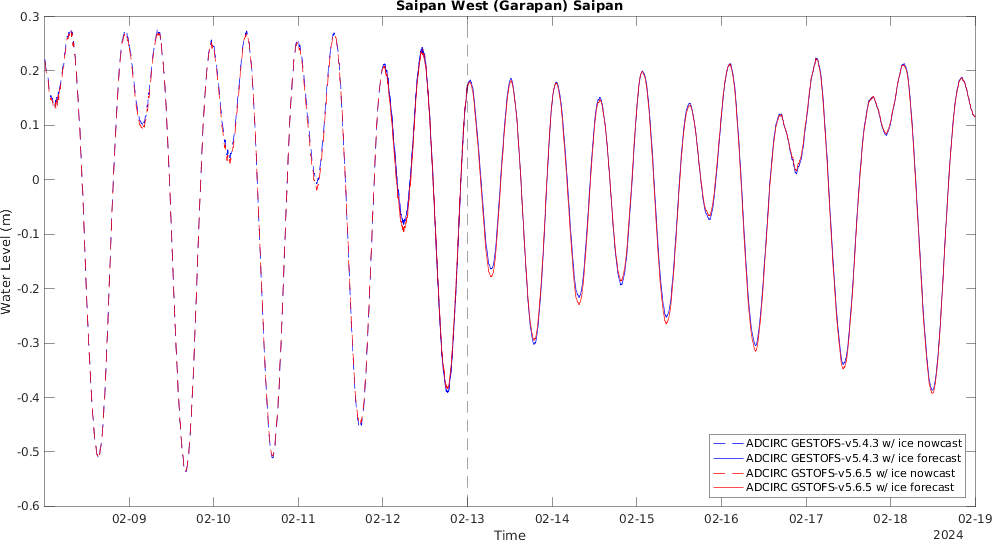 Saipan West (Garapan) Saipan
0.3
0.2
0.1
0
-0.1
-0.2
-0.3
-0.4
-0.5
-0.6
Water Level (m)
ADCIRC GESTOFS-v5.4.3 w/ ice nowcast
ADCIRC GESTOFS-v5.4.3 w/ ice forecast
ADCIRC GSTOFS-v5.6.5 w/ ice nowcast
ADCIRC GSTOFS-v5.6.5 w/ ice forecast
02-09 02-10 02-11 02-12 02-13 02-14 02-15 02-16 02-17 02-18 02-19
Time
2024